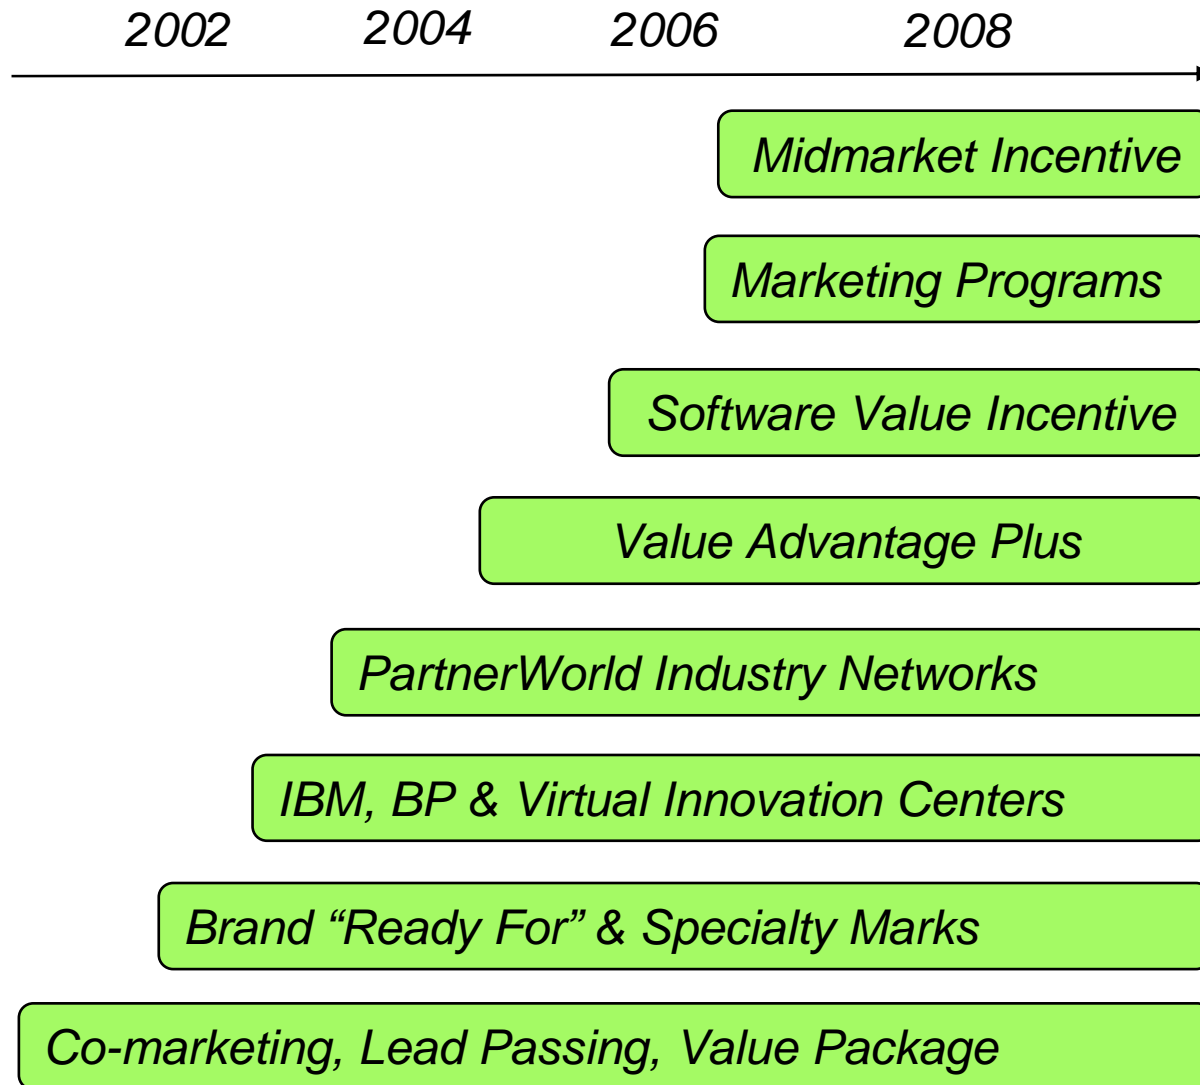 2002 2004 2006 2008
Midmarket Incentive
Marketing Programs
Software Value Incentive
Value Advantage Plus
PartnerWorld Industry Networks
IBM, BP & Virtual Innovation Centers
Brand “Ready For” & Specialty Marks
Co-marketing, Lead Passing, Value Package